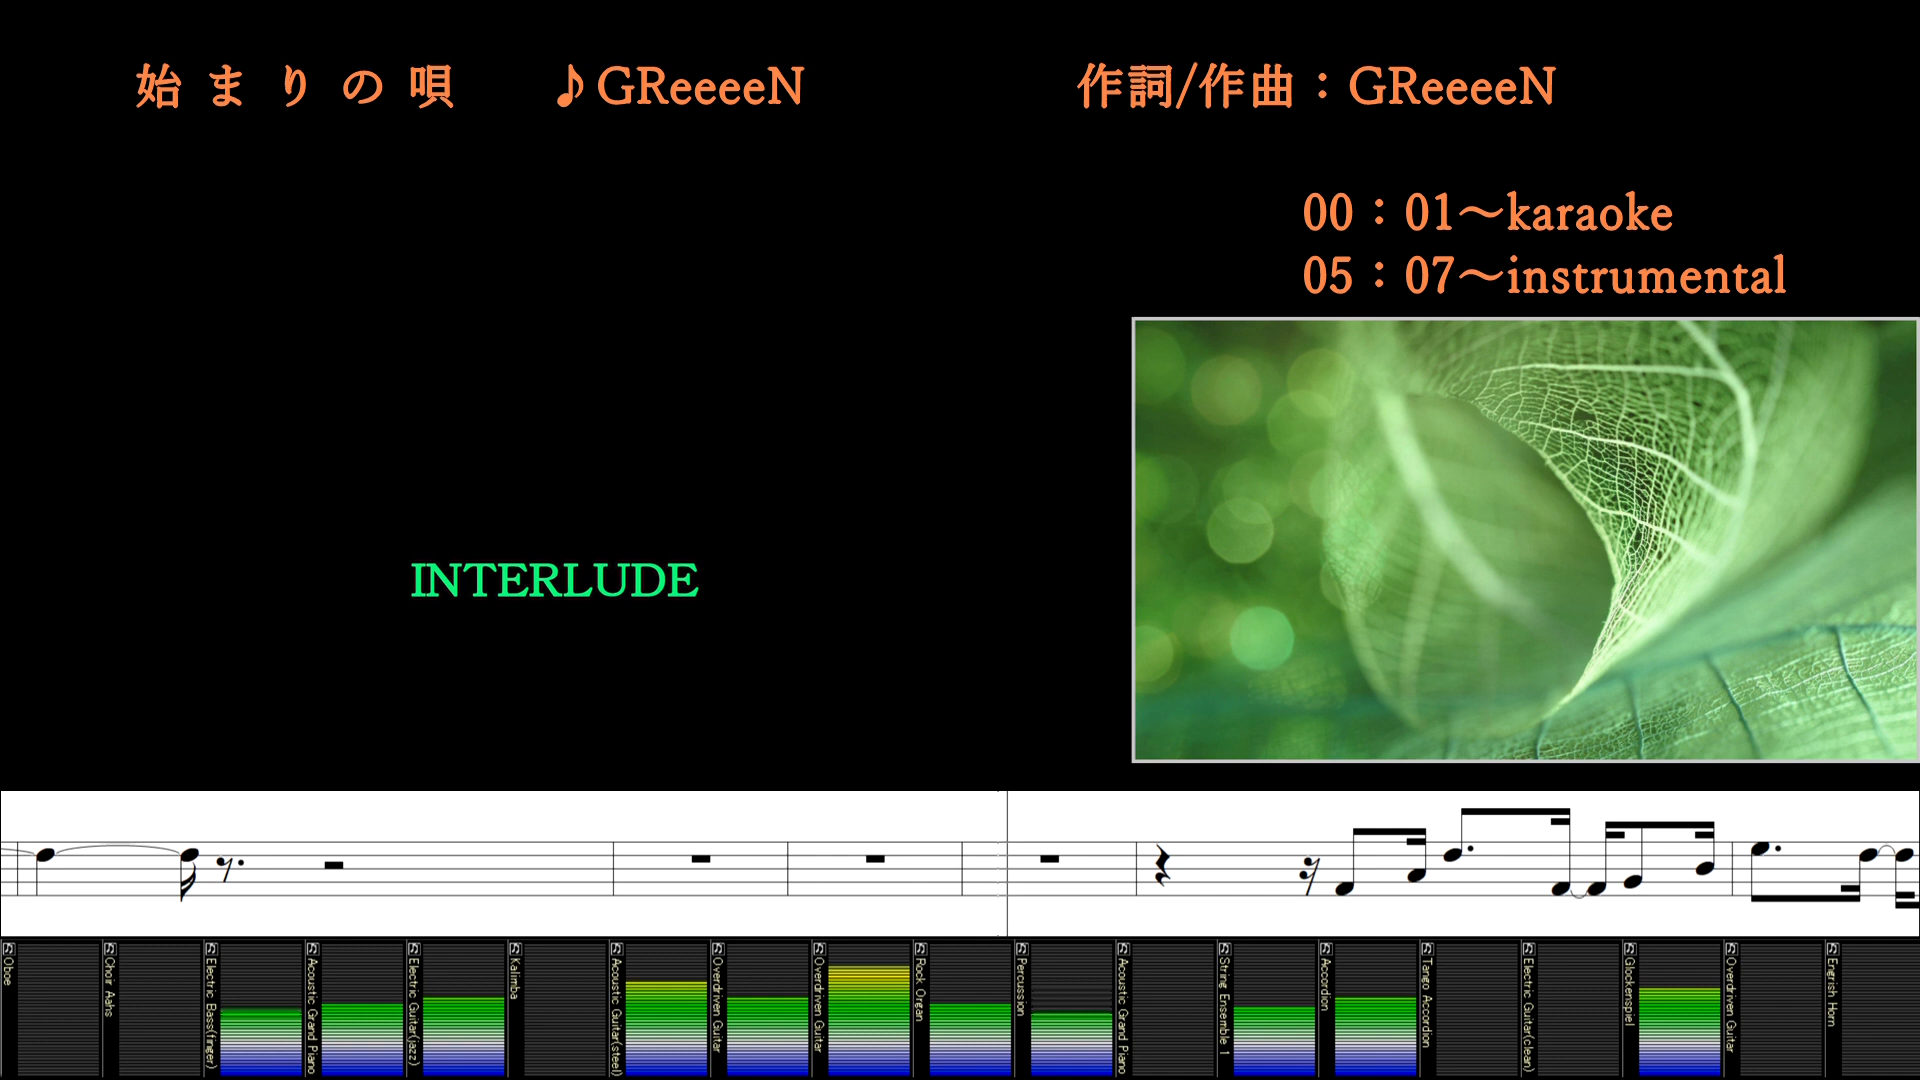 始まりの唄 ♪GReeeeN 作詞/作曲：GReeeeN
00：01～karaoke
05：07～instrumental
INTERLUDE
Oboe
Choir Aahs
Electric Bass(finger)
Acoustic Grand Piano
Electric Guitar(jazz)
Kalimba
Acoustic Guitar(steel)
Overdriven Guitar
Overdriven Guitar
Rock Organ
Percussion
Acoustic Grand Piano
String Ensemble 1
Accordion
Tango Accordion
Electric Guitar(clean)
Glockenspiel
Overdriven Guitar
Engrish Horn